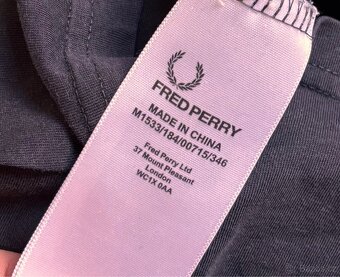 FRED PERRY
MADE IN CHINA
M1533/184/00715/346
Fred Perry Ltd
37 Mount Pleasant
London
WC1X 0AA